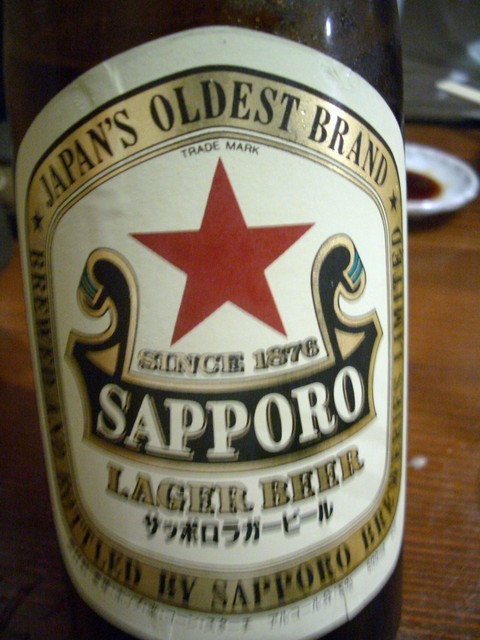 JAPAN'S OLDEST BRAND
TRADE MARK
SINCE 1876
SAPPORO
LAGER BEER
サッポロラガービール
BREWED AND BOTTLED BY SAPPORO BREWERIES LIMITED